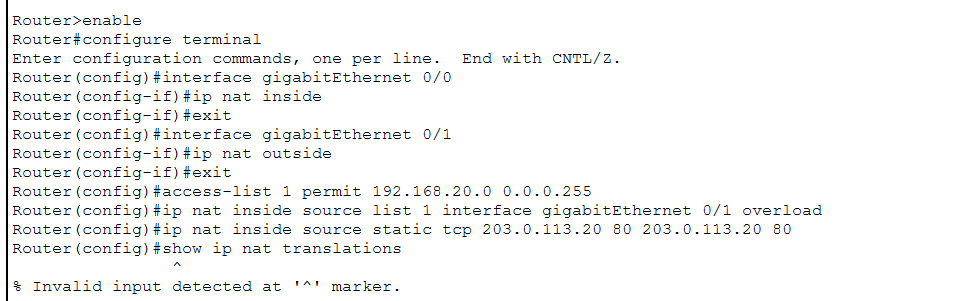 Router>enable
Router#configure terminal
Enter configuration commands, one per line.  End with CNTL/Z.
Router(config)#interface gigabitEthernet 0/0
Router(config-if)#ip nat inside
Router(config-if)#exit
Router(config)#interface gigabitEthernet 0/1
Router(config-if)#ip nat outside
Router(config-if)#exit
Router(config)#access-list 1 permit 192.168.20.0 0.0.0.255
Router(config)#ip nat inside source list 1 interface gigabitEthernet 0/1 overload
Router(config)#ip nat inside source static tcp 203.0.113.20 80 203.0.113.20 80
Router(config)#show ip nat translations
                ^
% Invalid input detected at '^' marker.